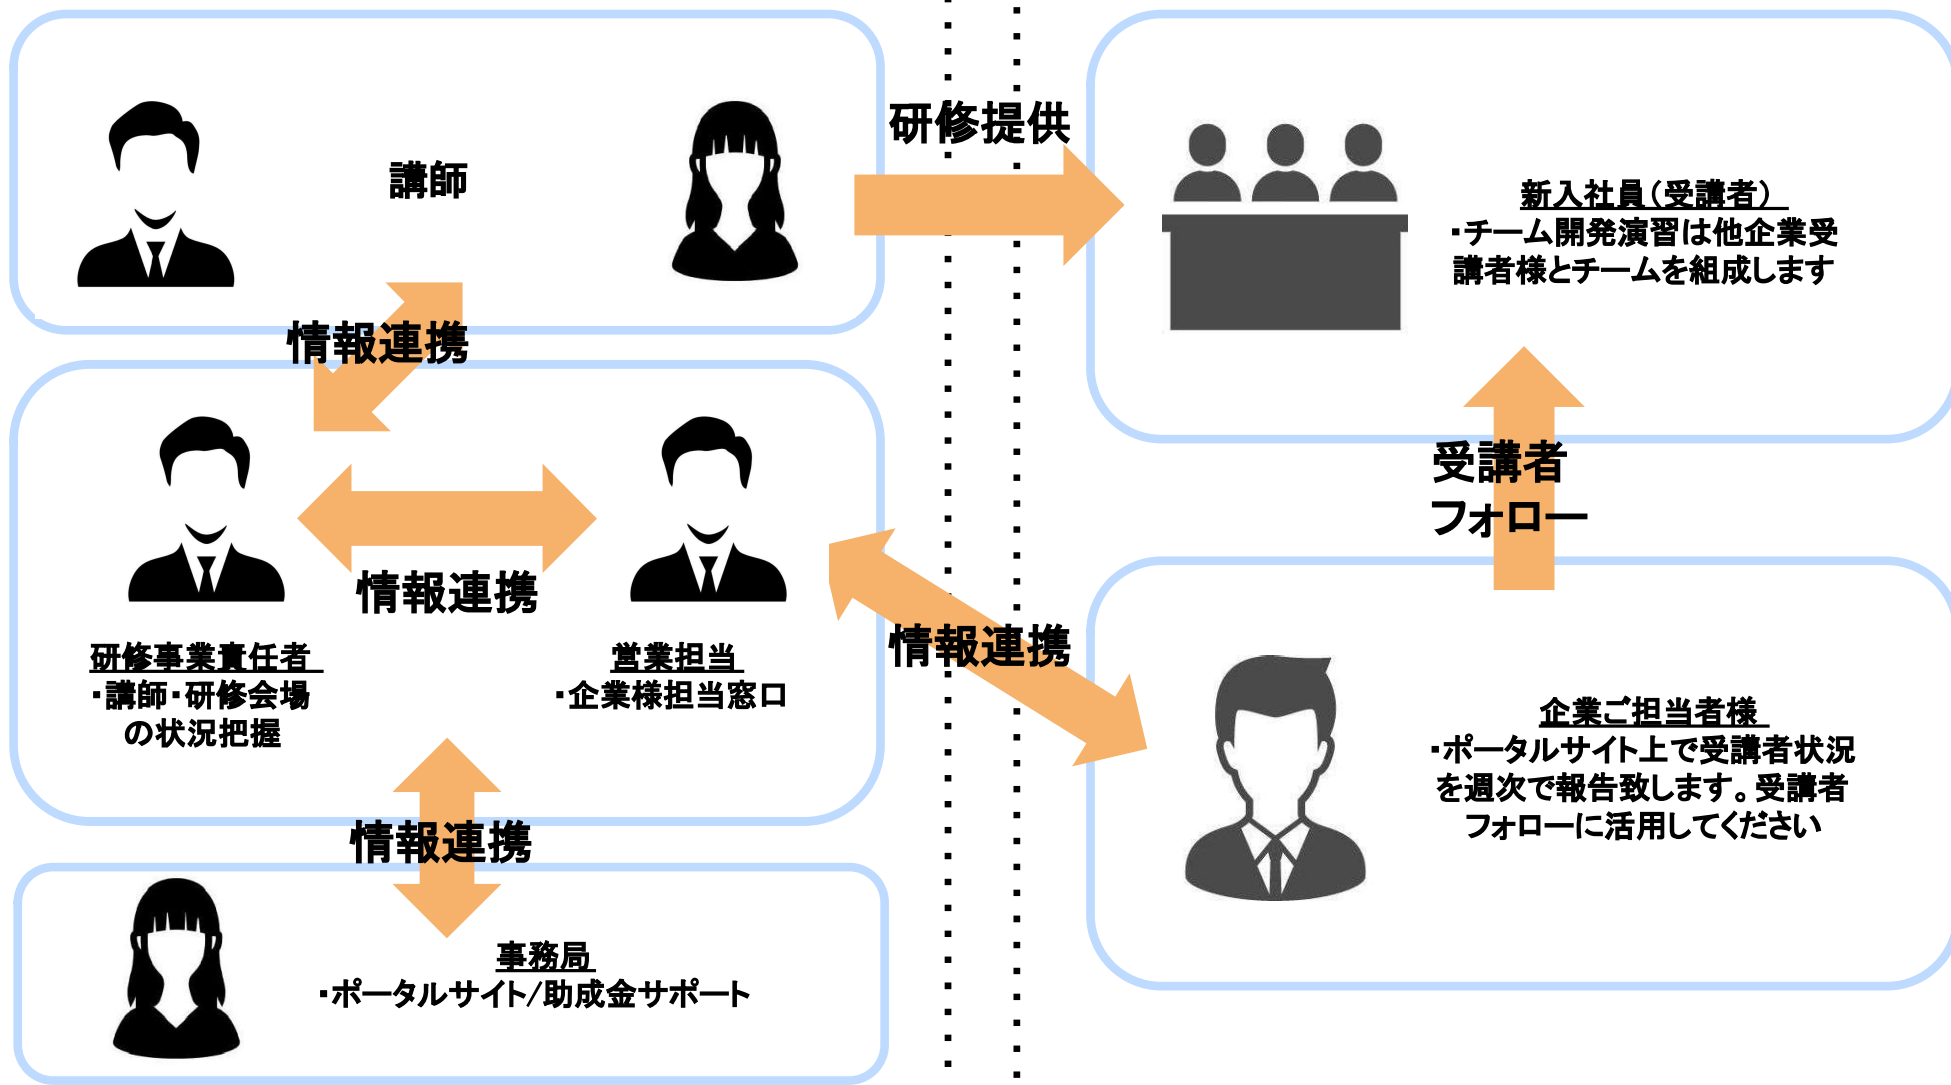 講師
研修提供
新入社員（受講者）
・チーム開発演習は他企業受
講者様とチームを組成します
情報連携
情報連携
研修事業責任者
・講師・研修会場
の状況把握
営業担当
・企業様担当窓口
情報連携
受講者
フォロー
企業ご担当者様
・ポータルサイト上で受講者状況
を週次で報告致します。受講者
フォローに活用してください
情報連携
事務局
・ポータルサイト/助成金サポート